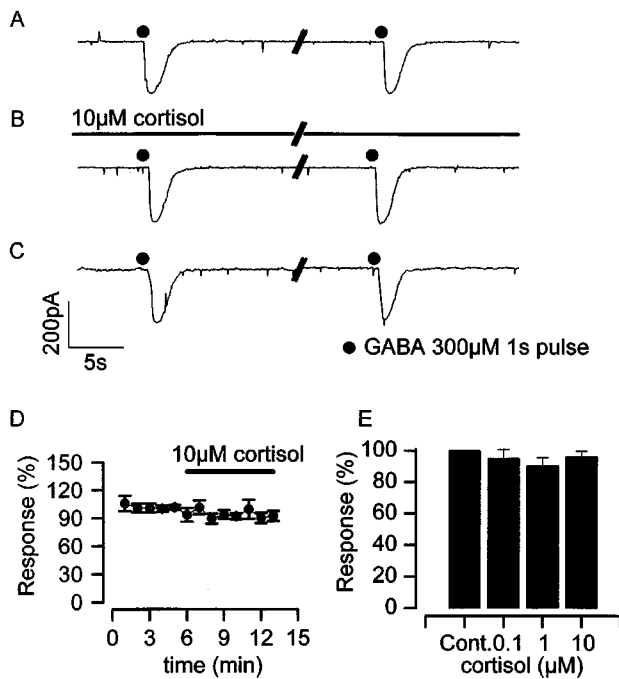 A
B
10µM cortisol
C
200pA
5s
GABA 300µM 1s pulse
D
10µM cortisol
Response (%)
150
120
90
60
30
0
0 3 6 9 12 15
time (min)
E
Response (%)
100
80
60
40
20
0
Cont. 0.1 1 10
cortisol (µM)